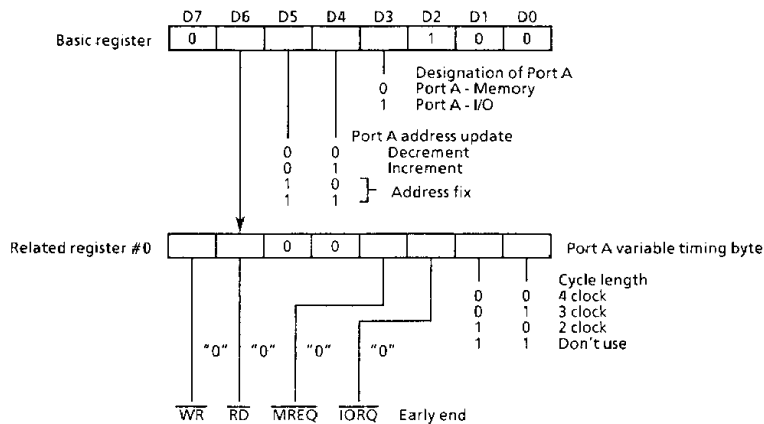 D7 D6 D5 D4 D3 D2 D1 D0
Basic register 0 1 0 0
Designation of Port A
0 Port A - Memory
1 Port A - I/O
Port A address update
0 0 Decrement
0 1 Increment
1 0
Address fix
1 1
Related register #0 0 0 Port A variable timing byte
Cycle length
0 0 4 clock
0 1 3 clock
1 0 2 clock
1 1 Don't use
"0" "0" "0" "0"
WR RD MREQ IORQ Early end